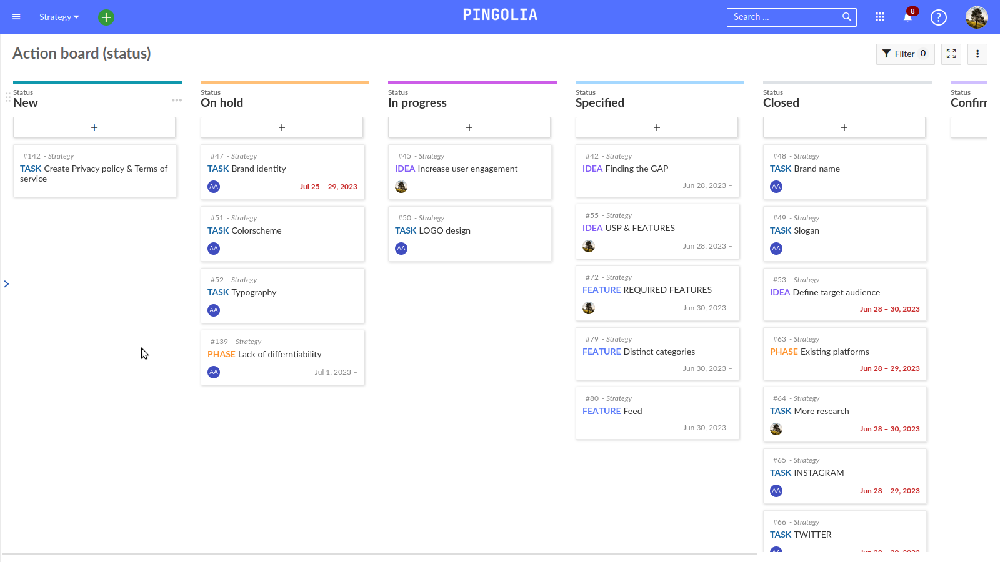 Strategy
PINGOLIA
Search ...
8
?
Action board (status)
Filter 0
Status
New
+
#142 - Strategy
TASK Create Privacy policy & Terms of
service
Status
On hold
+
#47 - Strategy
TASK Brand identity
AA
Jul 25 – 29, 2023
#51 - Strategy
TASK Colorscheme
AA
#52 - Strategy
TASK Typography
AA
#139 - Strategy
PHASE Lack of differntiability
AA
Jul 1, 2023 –
Status
In progress
+
#45 - Strategy
IDEA Increase user engagement
#50 - Strategy
TASK LOGO design
AA
Status
Specified
+
#42 - Strategy
IDEA Finding the GAP
Jun 28, 2023 –
#55 - Strategy
IDEA USP & FEATURES
Jun 28, 2023 –
#72 - Strategy
FEATURE REQUIRED FEATURES
Jun 30, 2023 –
#79 - Strategy
FEATURE Distinct categories
Jun 30, 2023 –
#80 - Strategy
FEATURE Feed
Jun 30, 2023 –
Status
Closed
+
#48 - Strategy
TASK Brand name
AA
#49 - Strategy
TASK Slogan
AA
#53 - Strategy
IDEA Define target audience
Jun 28 – 30, 2023
#63 - Strategy
PHASE Existing platforms
Jun 28 – 29, 2023
#64 - Strategy
TASK More research
Jun 28 – 30, 2023
#65 - Strategy
TASK INSTAGRAM
AA
Jun 28 – 29, 2023
#66 - Strategy
TASK TWITTER
AA
Status